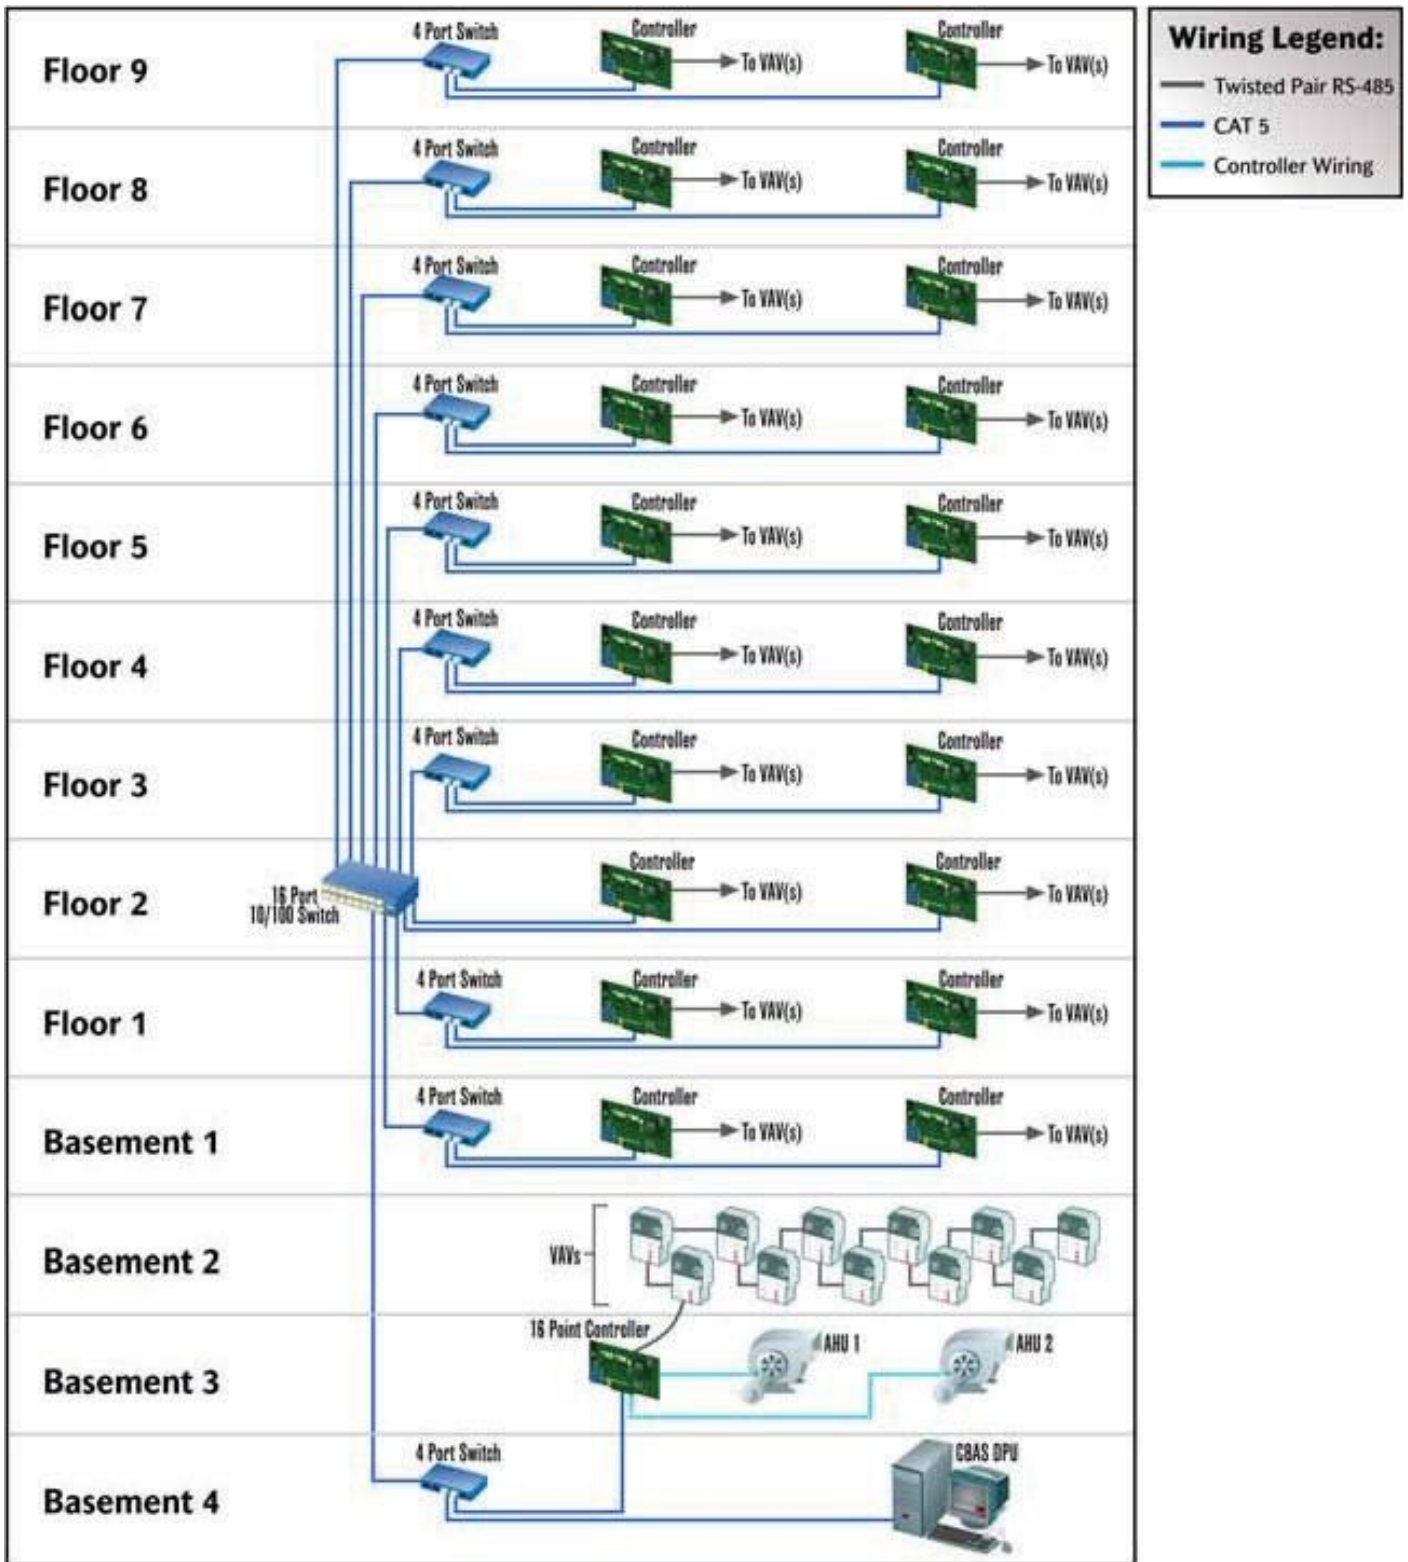 Wiring Legend:
Twisted Pair RS-485
CAT 5
Controller Wiring
Floor 9
4 Port Switch
Controller
To VAV(s)
Controller
To VAV(s)
Floor 8
4 Port Switch
Controller
To VAV(s)
Controller
To VAV(s)
Floor 7
4 Port Switch
Controller
To VAV(s)
Controller
To VAV(s)
Floor 6
4 Port Switch
Controller
To VAV(s)
Controller
To VAV(s)
Floor 5
4 Port Switch
Controller
To VAV(s)
Controller
To VAV(s)
Floor 4
4 Port Switch
Controller
To VAV(s)
Controller
To VAV(s)
Floor 3
4 Port Switch
Controller
To VAV(s)
Controller
To VAV(s)
Floor 2
16 Port
10/100 Switch
Controller
To VAV(s)
Controller
To VAV(s)
Floor 1
4 Port Switch
Controller
To VAV(s)
Controller
To VAV(s)
Basement 1
4 Port Switch
Controller
To VAV(s)
Controller
To VAV(s)
Basement 2
VAVs
Basement 3
16 Point Controller
AHU 1
AHU 2
Basement 4
4 Port Switch
CBAS DPU